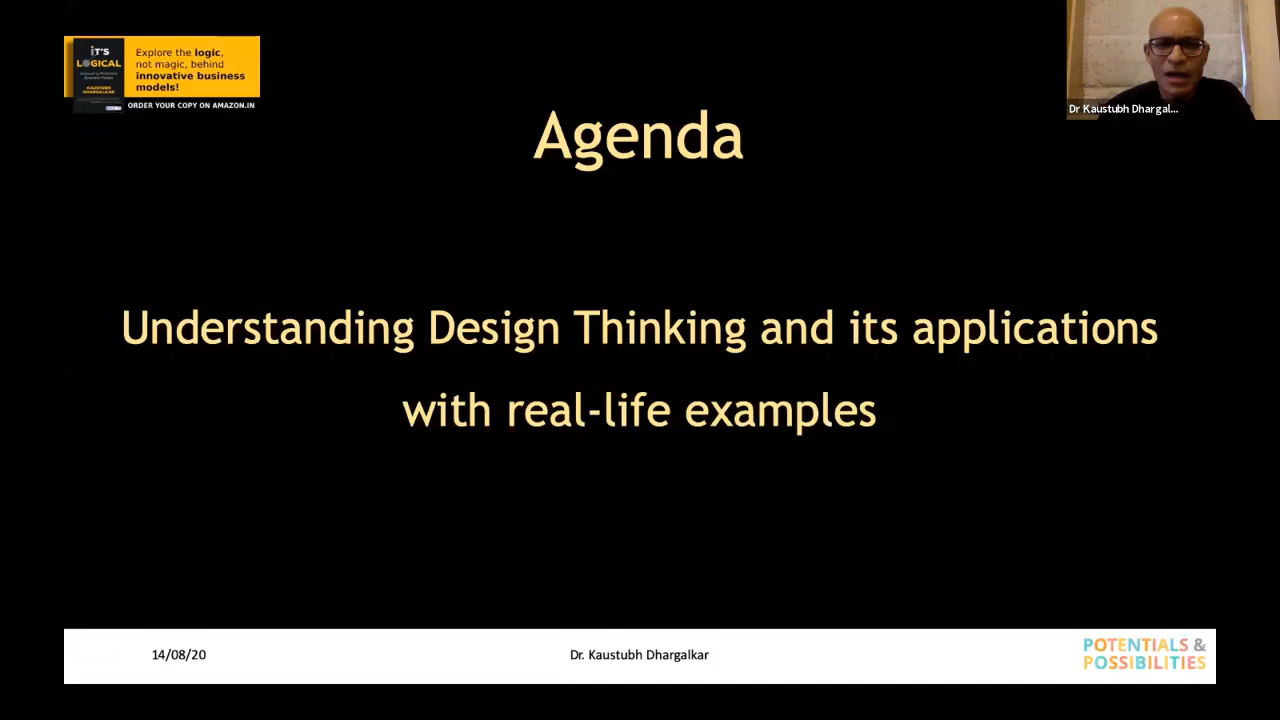 iT'S
LOGICAL
KAUSTUBH
DHARGALKAR
Explore the logic,
not magic, behind
innovative business
models!
ORDER YOUR COPY ON AMAZON.IN
Dr Kaustubh Dhargal...
Agenda
Understanding Design Thinking and its applications
with real-life examples
14/08/20
Dr. Kaustubh Dhargalkar
POTENTIALS &
POSSIBILITIES